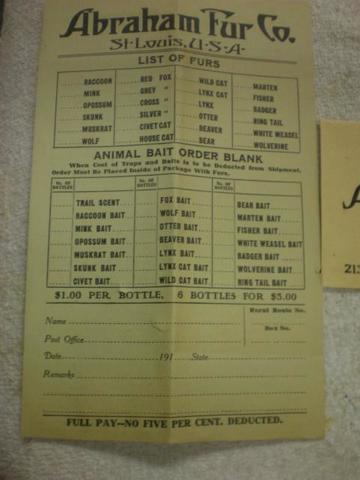 Abraham Fur Co.
St. Louis, U.S.A.
LIST OF FURS
RACCOON RED FOX WILD CAT MARTEN
MINK GREY " LYNX CAT FISHER
OPOSSUM CROSS " LYNX BADGER
SKUNK SILVER " OTTER RING TAIL
MUSKRAT CIVET CAT BEAVER WHITE WEASEL
WOLF HOUSE CAT BEAR WOLVERINE
ANIMAL BAIT ORDER BLANK
When Cost of Traps and Baits is to be Deducted from Shipment,
Order Must Be Placed Inside of Package With Furs.
No. OF BOTTLES No. OF BOTTLES No. OF BOTTLES
TRAIL SCENT FOX BAIT BEAR BAIT
RACCOON BAIT WOLF BAIT MARTEN BAIT
MINK BAIT OTTER BAIT FISHER BAIT
OPOSSUM BAIT BEAVER BAIT WHITE WEASEL BAIT
MUSKRAT BAIT LYNX BAIT BADGER BAIT
SKUNK BAIT LYNX CAT BAIT WOLVERINE BAIT
CIVET BAIT WILD CAT BAIT RING TAIL BAIT
$1.00 PER BOTTLE, 6 BOTTLES FOR $5.00
Name
Rural Route No.
Post Office
Box No.
Date 191 State
Remarks
FULL PAY—NO FIVE PER CENT. DEDUCTED.
A
213